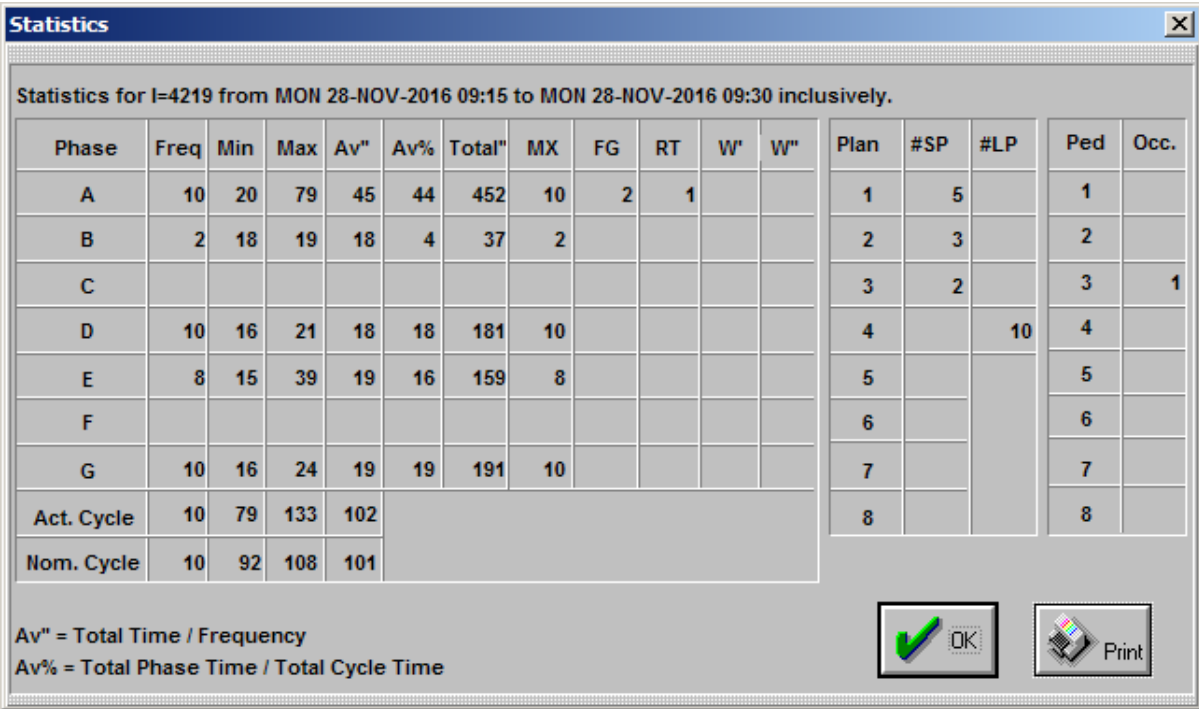 Statistics
Statistics for I=4219 from MON 28-NOV-2016 09:15 to MON 28-NOV-2016 09:30 inclusively.
Phase Freq Min Max Av" Av% Total" MX FG RT W' W" Plan #SP #LP Ped Occ.
A 10 20 79 45 44 452 10 2 1 1 5 1
B 2 18 19 18 4 37 2 2 3 2
C 3 2 3 1
D 10 16 21 18 18 181 10 4 10 4
E 8 15 39 19 16 159 8 5 5
F 6 6
G 10 16 24 19 19 191 10 7 7
Act. Cycle 10 79 133 102 8 8
Nom. Cycle 10 92 108 101
Av" = Total Time / Frequency
Av% = Total Phase Time / Total Cycle Time
OK
Print